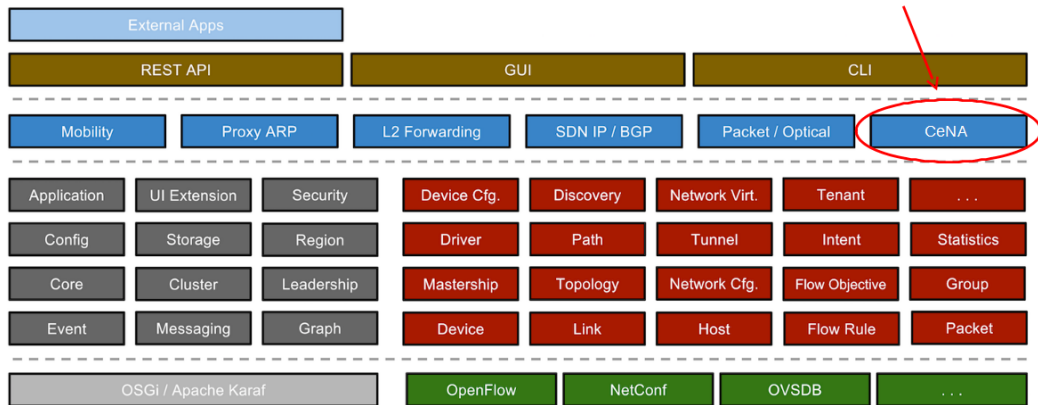 External Apps
REST API GUI CLI
Mobility Proxy ARP L2 Forwarding SDN IP / BGP Packet / Optical CeNA
Application UI Extension Security Device Cfg. Discovery Network Virt. Tenant . . .
Config Storage Region Driver Path Tunnel Intent Statistics
Core Cluster Leadership Mastership Topology Network Cfg. Flow Objective Group
Event Messaging Graph Device Link Host Flow Rule Packet
OSGi / Apache Karaf OpenFlow NetConf OVSDB . . .